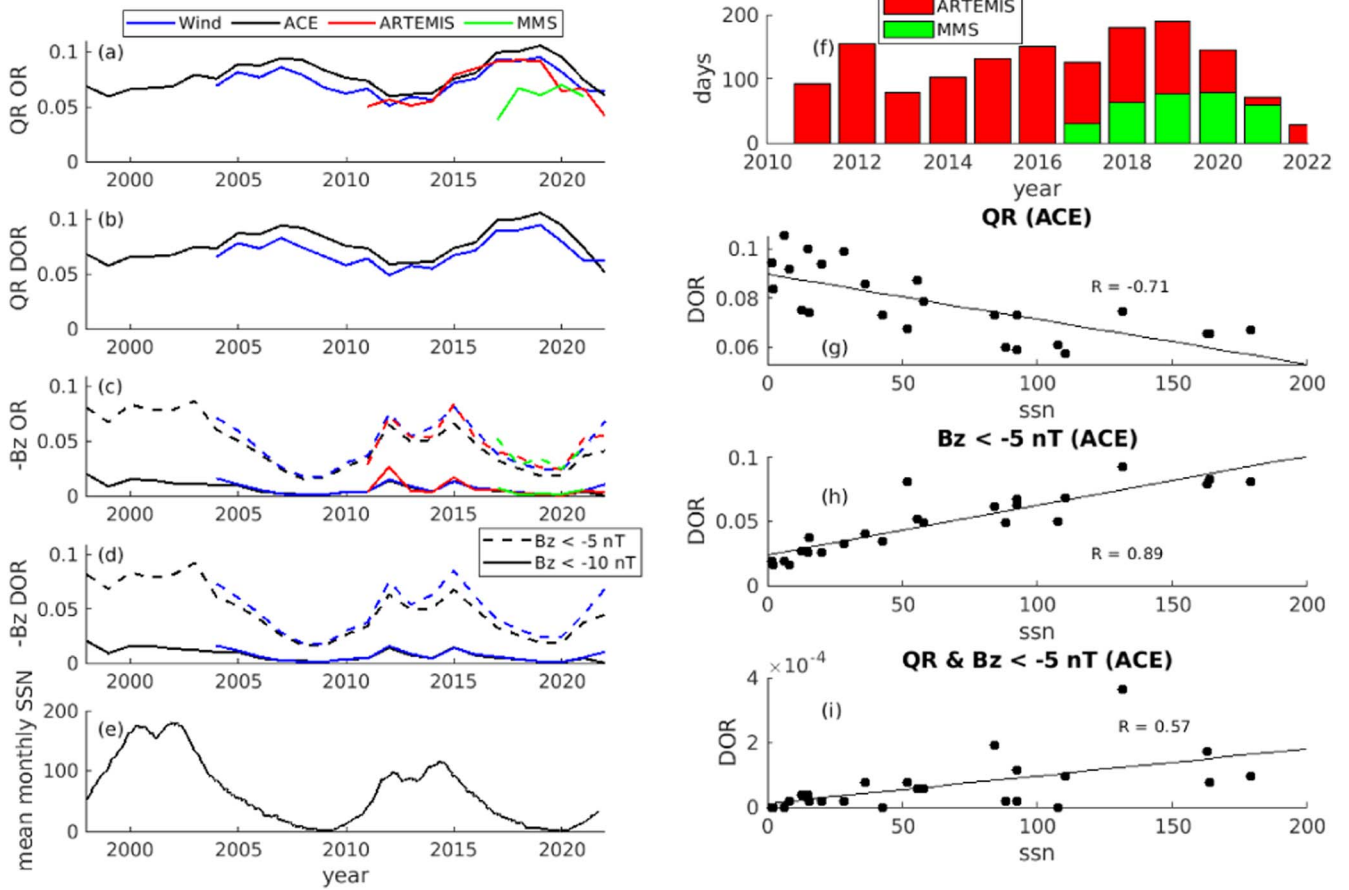 Wind ACE ARTEMIS MMS
(a)
QR OR
0.1
0.05
0
2000 2005 2010 2015 2020
(b)
QR DOR
0.1
0.05
0
2000 2005 2010 2015 2020
(c)
-Bz OR
0.1
0.05
0
2000 2005 2010 2015 2020
Bz < -5 nT
Bz < -10 nT
(d)
-Bz DOR
0.1
0.05
0
2000 2005 2010 2015 2020
(e)
mean monthly SSN
200
100
0
2000 2005 2010 2015 2020
year
ARTEMIS
MMS
(f)
days
200
100
0
2010 2012 2014 2016 2018 2020 2022
year
QR (ACE)
DOR
0.1
0.08
0.06
R = -0.71
(g)
0 50 100 150 200
ssn
Bz < -5 nT (ACE)
DOR
0.1
0.05
0
(h)
R = 0.89
0 50 100 150 200
ssn
QR & Bz < -5 nT (ACE)
×10-4
DOR
4
2
0
(i)
R = 0.57
0 50 100 150 200
ssn